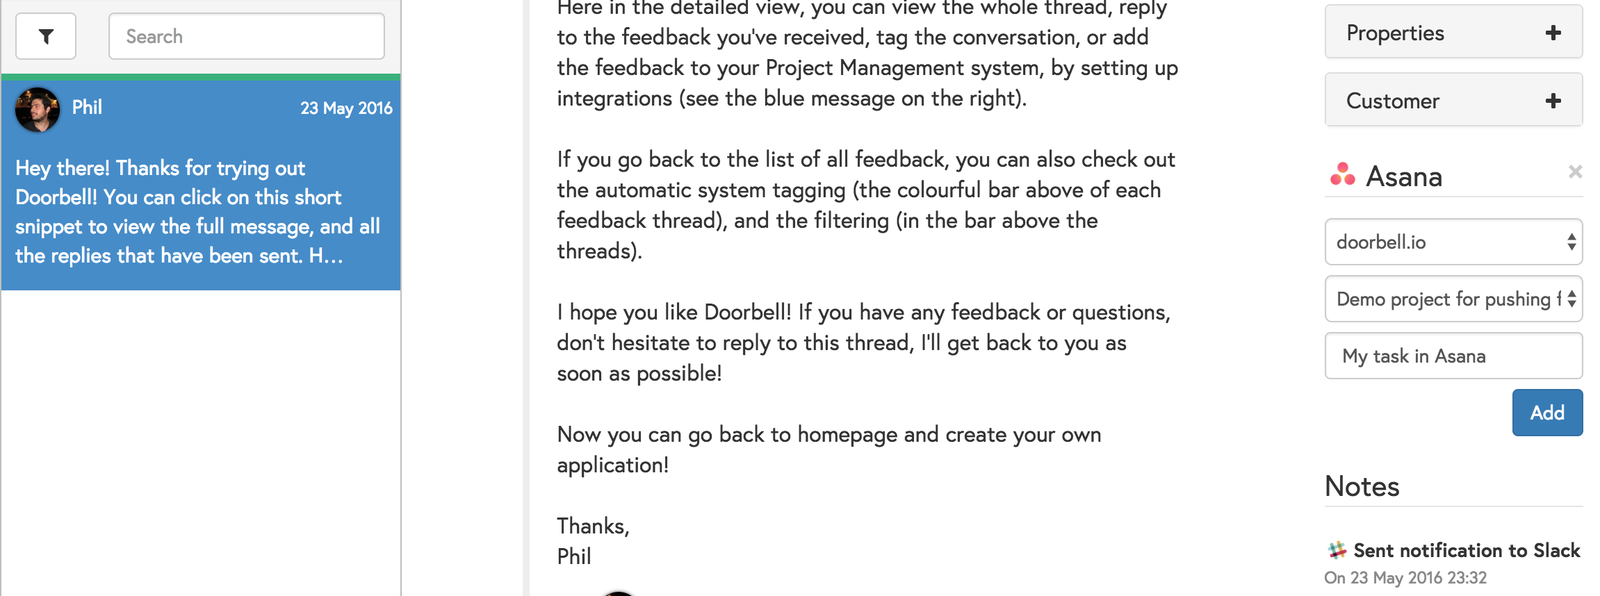 Search
Phil
23 May 2016
Hey there! Thanks for trying out
Doorbell! You can click on this short
snippet to view the full message, and all
the replies that have been sent. H...
Here in the detailed view, you can view the whole thread, reply
to the feedback you've received, tag the conversation, or add
the feedback to your Project Management system, by setting up
integrations (see the blue message on the right).
If you go back to the list of all feedback, you can also check out
the automatic system tagging (the colourful bar above of each
feedback thread), and the filtering (in the bar above the
threads).
I hope you like Doorbell! If you have any feedback or questions,
don't hesitate to reply to this thread, I'll get back to you as
soon as possible!
Now you can go back to homepage and create your own
application!
Thanks,
Phil
Properties
Customer
Asana
doorbell.io
Demo project for pushing f
My task in Asana
Add
Notes
Sent notification to Slack
On 23 May 2016 23:32